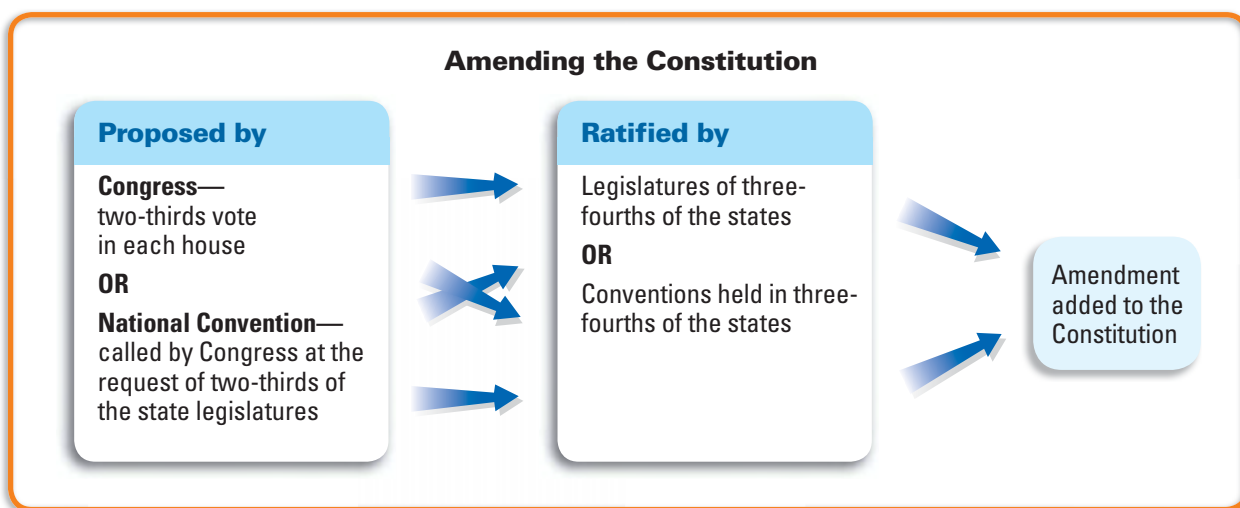 Amending the Constitution
Proposed by
Congress—
two-thirds vote
in each house
OR
National Convention—
called by Congress at the
request of two-thirds of
the state legislatures
Ratified by
Legislatures of three-
fourths of the states
OR
Conventions held in three-
fourths of the states
Amendment
added to the
Constitution